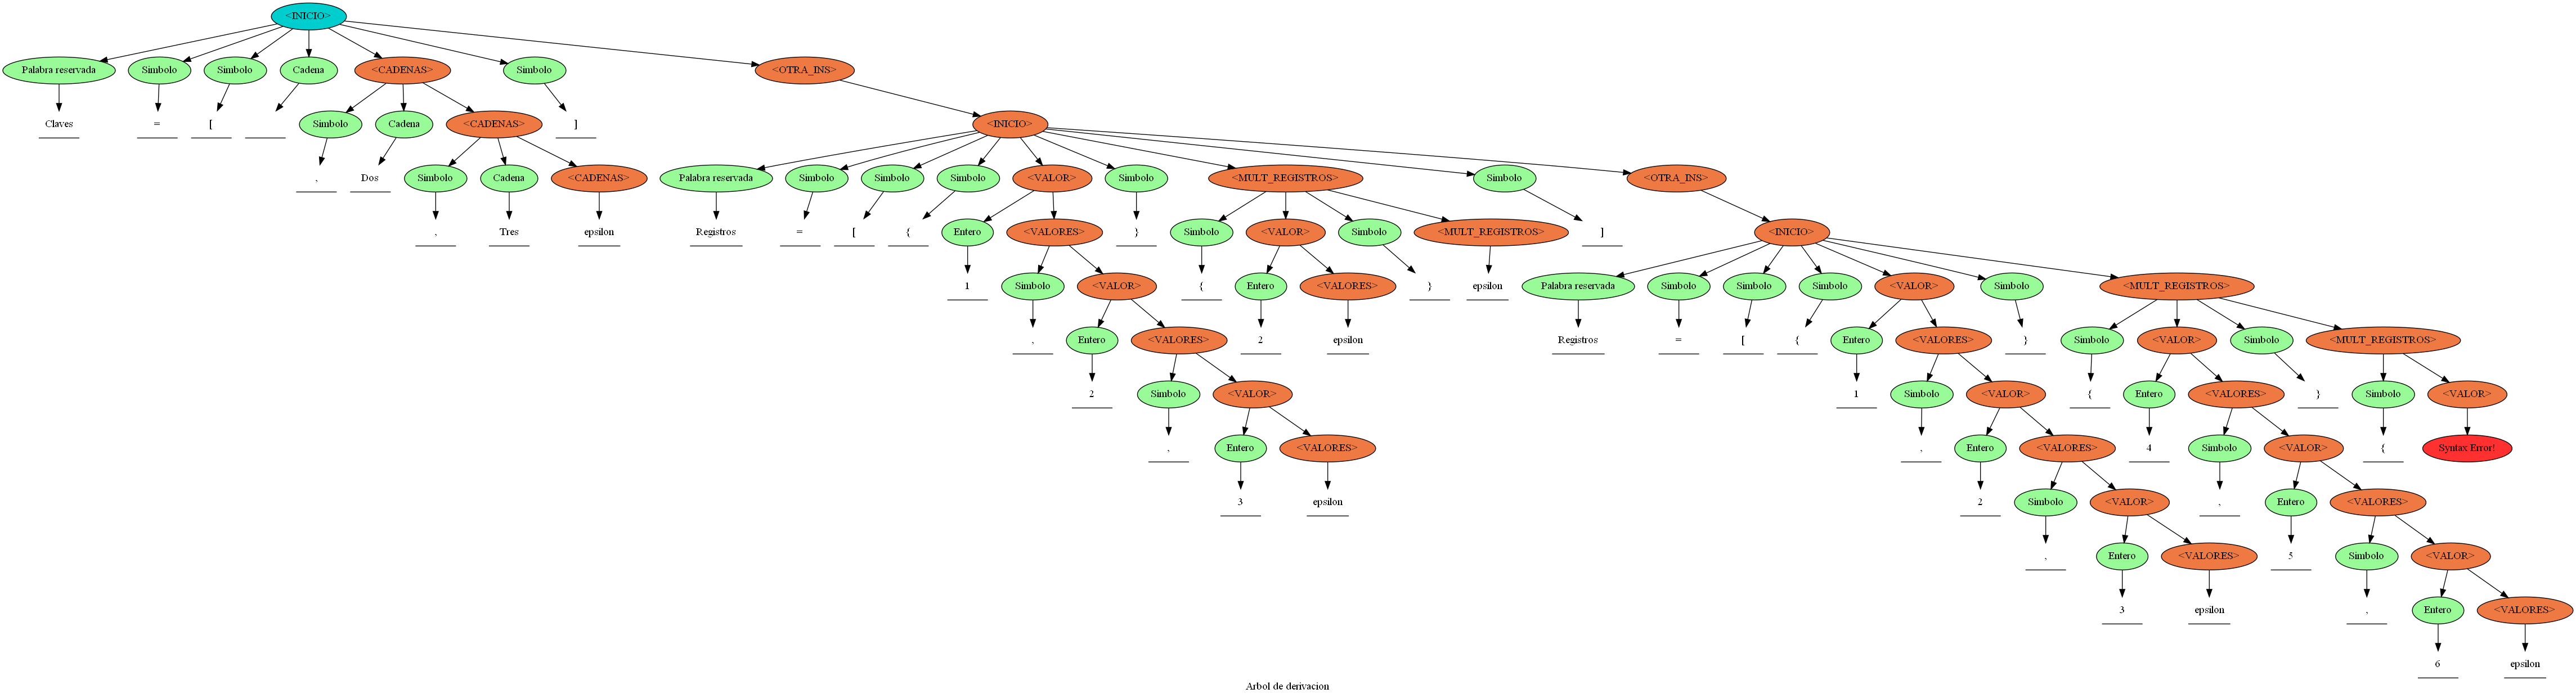 <INICIO>
Palabra reservada Simbolo Simbolo Cadena <CADENAS> Simbolo <OTRA_INS>
Claves = [ Simbolo Cadena <CADENAS> ] <INICIO>
, Dos Simbolo Cadena <CADENAS> Palabra reservada Simbolo Simbolo Simbolo <VALOR> Simbolo <MULT_REGISTROS> Simbolo <OTRA_INS>
, Tres epsilon Registros = [ { Entero <VALORES> } Simbolo <VALOR> Simbolo <MULT_REGISTROS> ] <INICIO>
1 Simbolo <VALOR> { Entero <VALORES> } epsilon Palabra reservada Simbolo Simbolo Simbolo <VALOR> Simbolo <MULT_REGISTROS>
, Entero <VALORES> 2 epsilon Registros = [ { Entero <VALORES> } Simbolo <VALOR> Simbolo <MULT_REGISTROS>
2 Simbolo <VALOR> 1 Simbolo <VALOR> { Entero <VALORES> } Simbolo <VALOR>
, Entero <VALORES> , Entero <VALORES> 4 Simbolo <VALOR> { Syntax Error!
3 epsilon 2 Simbolo <VALOR> , Entero <VALORES>
, Entero <VALORES> 5 Simbolo <VALOR>
3 epsilon , Entero <VALORES>
6 epsilon
Arbol de derivacion